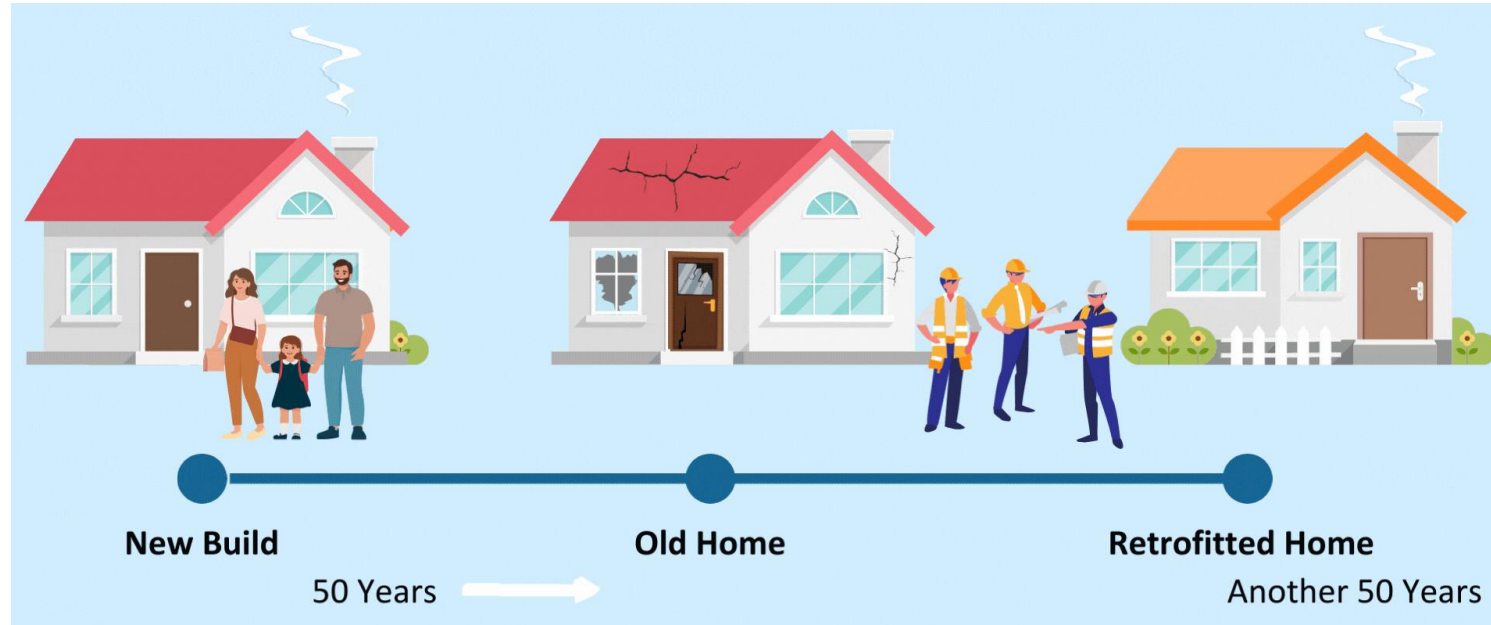 New Build
Old Home
Retrofitted Home
50 Years
Another 50 Years